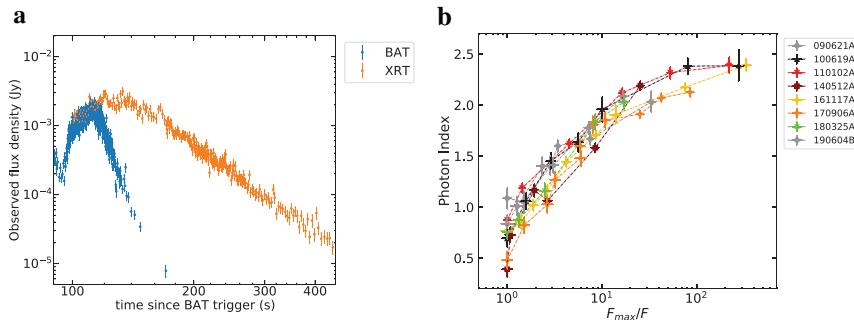 a
Observed flux density (Jy)
10⁻²
10⁻³
10⁻⁴
10⁻⁵
100
200
300
400
time since BAT trigger (s)
BAT
XRT
b
Photon Index
2.5
2.0
1.5
1.0
0.5
10⁰
10¹
10²
F_max/F
090621A
100619A
110102A
140512A
161117A
170906A
180325A
190604B